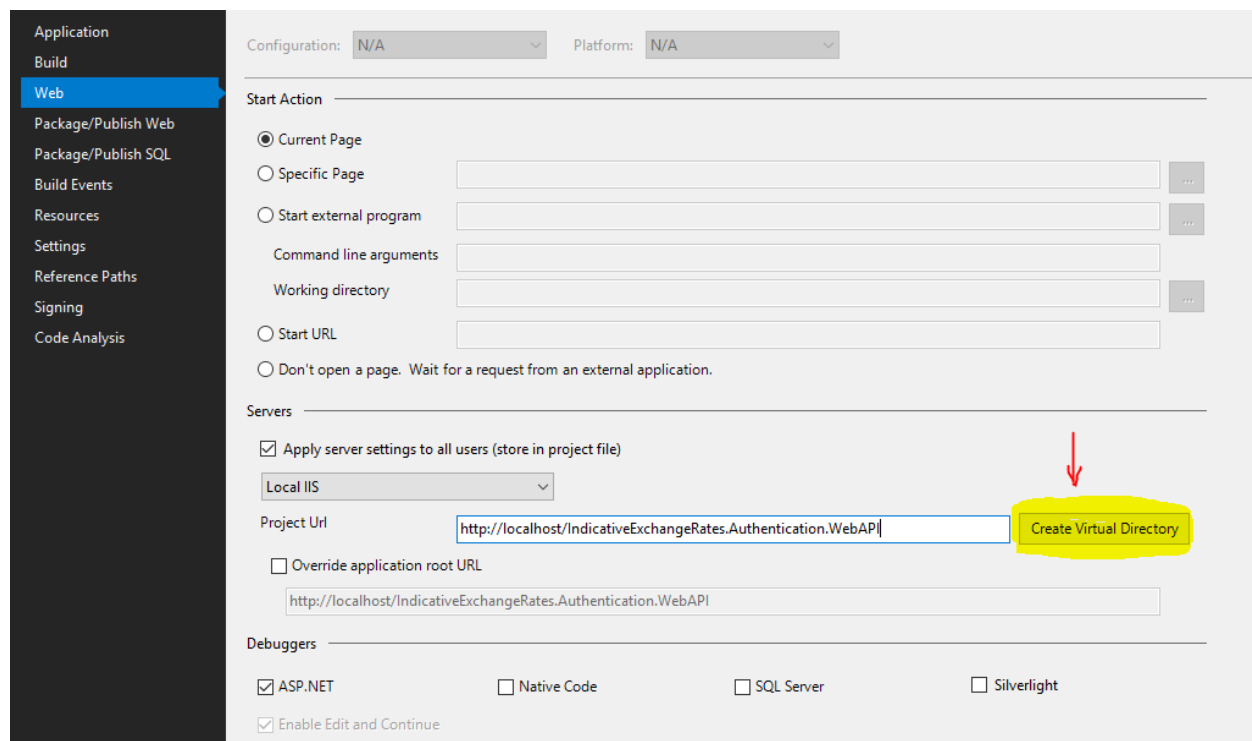 Application
Build
Web
Package/Publish Web
Package/Publish SQL
Build Events
Resources
Settings
Reference Paths
Signing
Code Analysis
Configuration: N/A Platform: N/A
Start Action
Current Page
Specific Page ...
Start external program ...
Command line arguments
Working directory ...
Start URL
Don't open a page. Wait for a request from an external application.
Servers
Apply server settings to all users (store in project file)
Local IIS
Project Url http://localhost/IndicativeExchangeRates.Authentication.WebAPI Create Virtual Directory
Override application root URL
http://localhost/IndicativeExchangeRates.Authentication.WebAPI
Debuggers
ASP.NET Native Code SQL Server Silverlight
Enable Edit and Continue